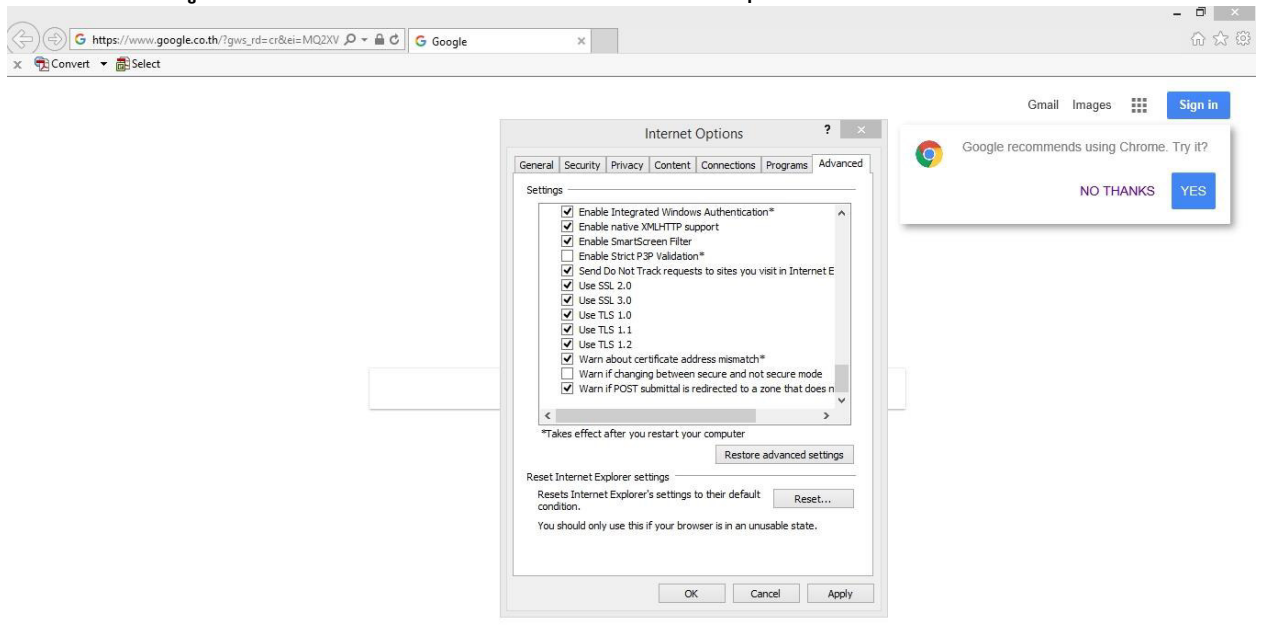 https://www.google.co.th/?gws_rd=cr&ei=MQ2XV
Google
x Convert Select
Gmail Images Sign in
Google recommends using Chrome. Try it?
NO THANKS YES
Internet Options ?
General Security Privacy Content Connections Programs Advanced
Settings
Enable Integrated Windows Authentication*
Enable native XMLHTTP support
Enable SmartScreen Filter
Enable Strict P3P Validation*
Send Do Not Track requests to sites you visit in Internet E
Use SSL 2.0
Use SSL 3.0
Use TLS 1.0
Use TLS 1.1
Use TLS 1.2
Warn about certificate address mismatch*
Warn if changing between secure and not secure mode
Warn if POST submittal is redirected to a zone that does n
*Takes effect after you restart your computer
Restore advanced settings
Reset Internet Explorer settings
Resets Internet Explorer's settings to their default
condition.
Reset...
You should only use this if your browser is in an unusable state.
OK Cancel Apply